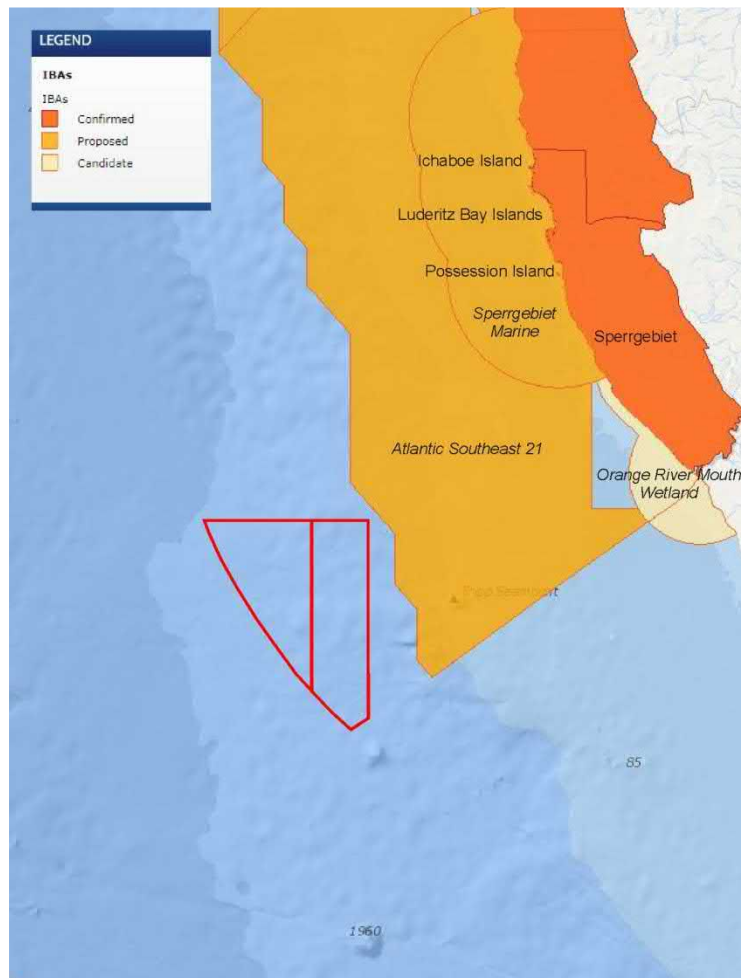 LEGEND
IBAs
IBAs
Confirmed
Proposed
Candidate
Ichaboe Island
Luderitz Bay Islands
Possession Island
Sperrgebiet
Marine
Sperrgebiet
Atlantic Southeast 21
Orange River Mouth
Wetland
85
1960